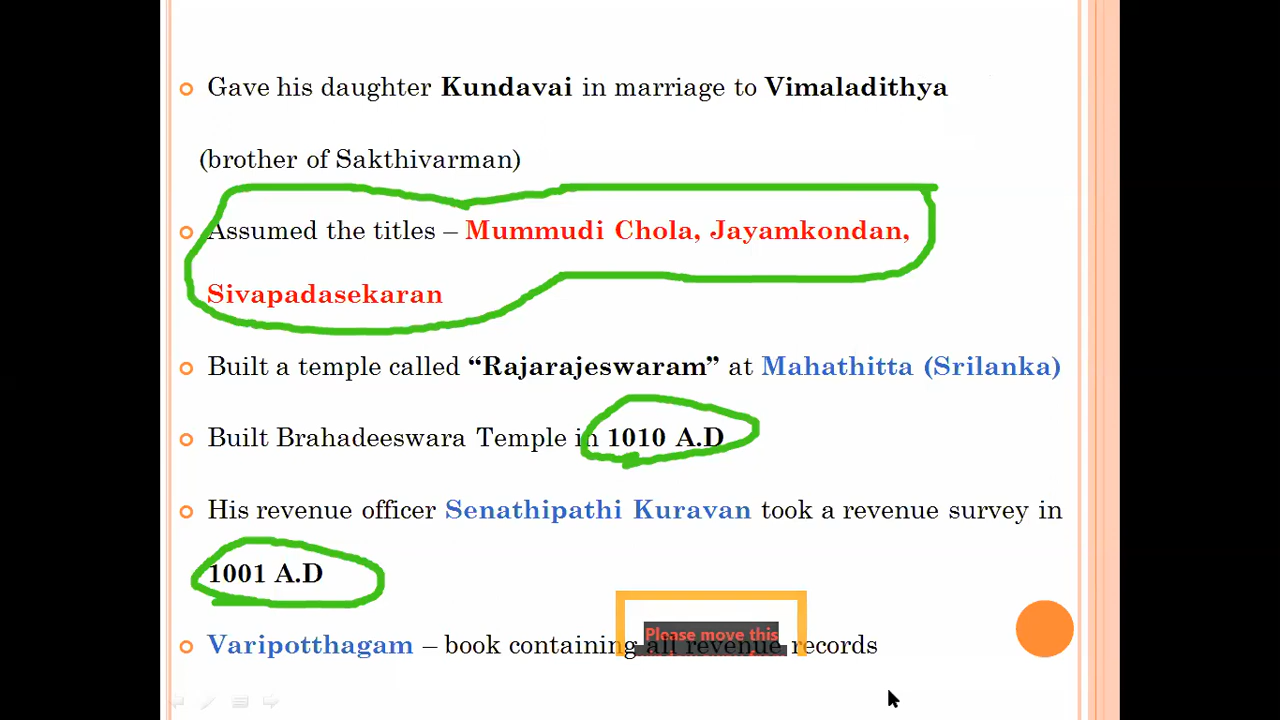 Gave his daughter Kundavai in marriage to Vimaladithya
(brother of Sakthivarman)
Assumed the titles – Mummudi Chola, Jayamkondan,
Sivapadasekaran
Built a temple called “Rajarajeswaram” at Mahathitta (Srilanka)
Built Brahadeeswara Temple in 1010 A.D
His revenue officer Senathipathi Kuravan took a revenue survey in
1001 A.D
Please move this
Varipotthagam – book containing all revenue records